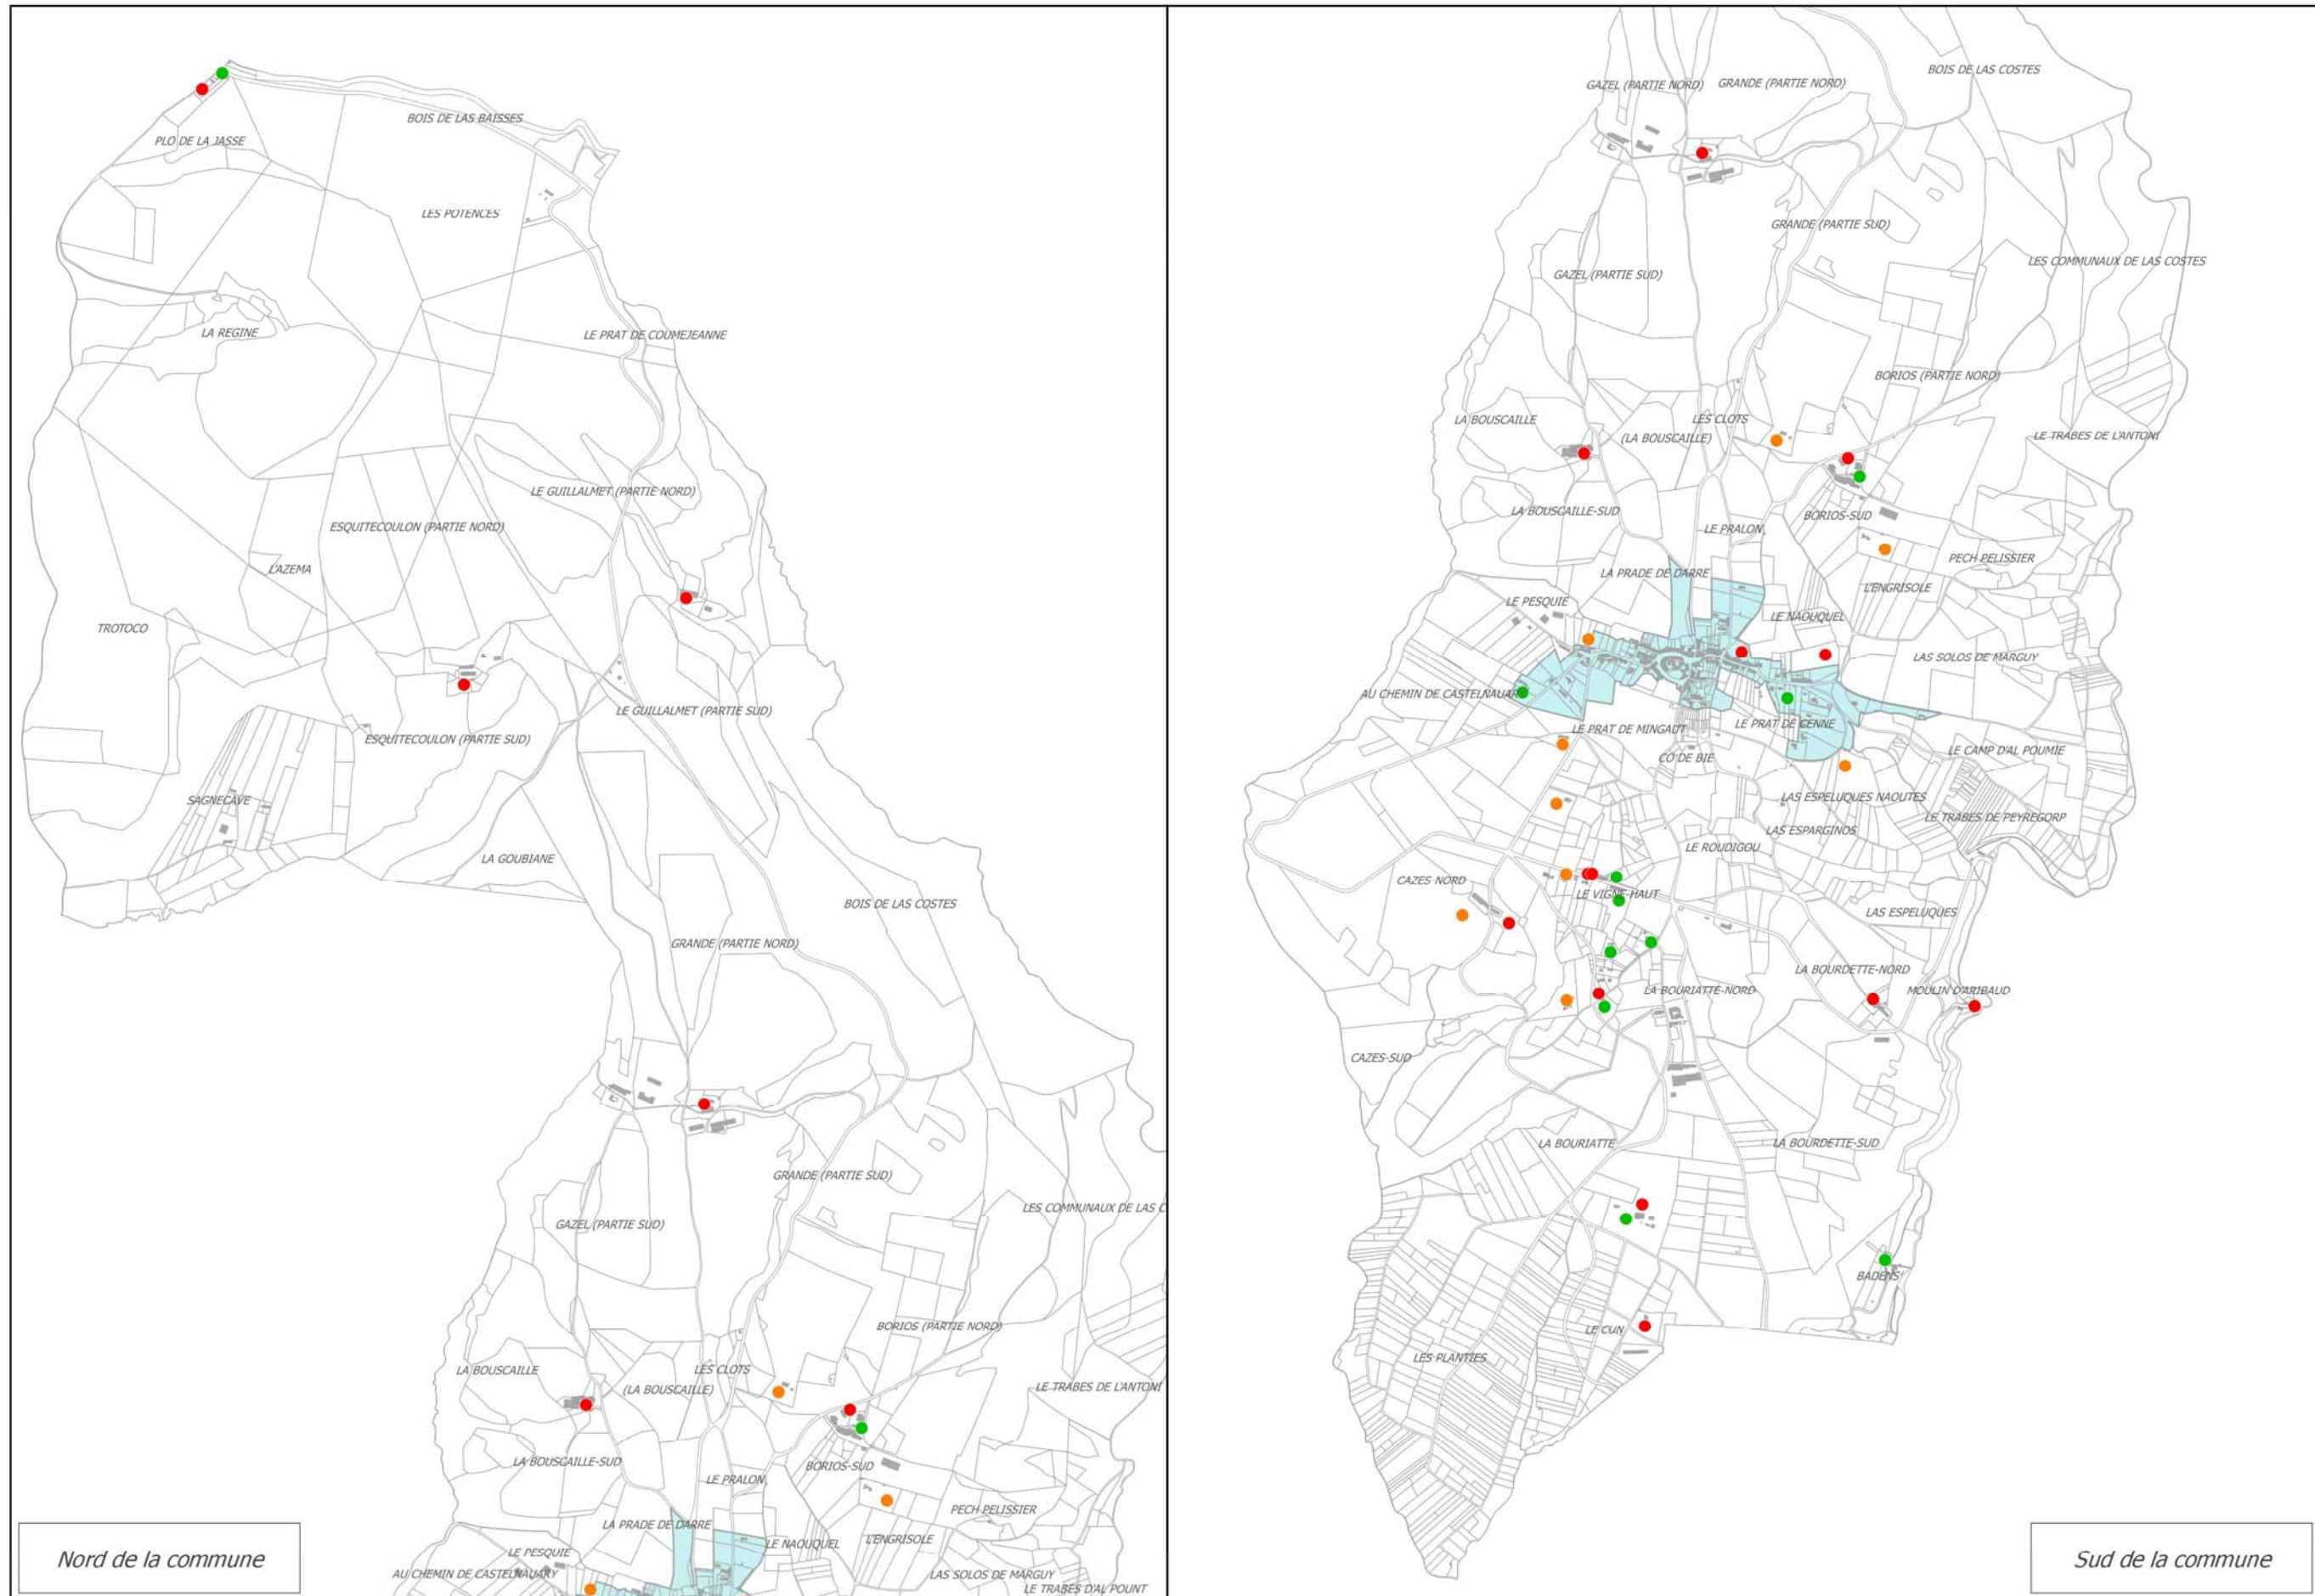 BOIS DE LAS BAISSES
PLO DE LA JASSE
LES POTENCES
LA REGINE
LE PRAT DE COUMEJEANNE
LE GUILLALMET (PARTIE NORD)
ESQUITECOULON (PARTIE NORD)
L'AZEMA
TROTOCO
LE GUILLALMET (PARTIE SUD)
ESQUITECOULON (PARTIE SUD)
SAGNECAVE
LA GOUBIANE
BOIS DE LAS COSTES
GRANDE (PARTIE NORD)
GRANDE (PARTIE SUD)
LES COMMUNAUX DE LAS C
GAZEL (PARTIE SUD)
BORIOS (PARTIE NORD)
LA BOUSCAILLE
LES CLOTS
(LA BOUSCAILLE)
LE TRABES DE L'ANTONI
LA BOUSCAILLE-SUD
BORIOS-SUD
LE PRALON
PECH PELISSIER
LA PRADE DE DARRE
LE NAOUQUEL
L'ENGRISOLE
LE PESQUIE
AU CHEMIN DE CASTELNAUARY
LAS SOLOS DE MARGUY
LE TRABES D'AL POUNT
Nord de la commune
BOIS DE LAS COSTES
GAZEL (PARTIE NORD)
GRANDE (PARTIE NORD)
GRANDE (PARTIE SUD)
LES COMMUNAUX DE LAS COSTES
GAZEL (PARTIE SUD)
BORIOS (PARTIE NORD)
LA BOUSCAILLE
LES CLOTS
(LA BOUSCAILLE)
LE TRABES DE L'ANTONI
LA BOUSCAILLE-SUD
BORIOS-SUD
LE PRALON
PECH PELISSIER
LA PRADE DE DARRE
L'ENGRISOLE
LE PESQUIE
LE NAOUQUEL
LAS SOLOS DE MARGUY
AU CHEMIN DE CASTELNAUARY
LE PRAT DE MINGAUT
LE PRAT DE CENNE
LE CAMP D'AL POUMIE
CO DE BIE
LAS ESPELUQUES NAOUTES
LE TRABES DE PEYREGORP
LAS ESPARGINOS
LE ROUDIGOU
CAZES-NORD
LE VIGNE-HAUT
LAS ESPELUQUES
LA BOURDETTE-NORD
LA BOURIATTE-NORD
MOULIN D'ARIBAUD
CAZES-SUD
LA BOURIATTE
LA BOURDETTE-SUD
BADENS
LE CUN
LES PLANTIES
Sud de la commune